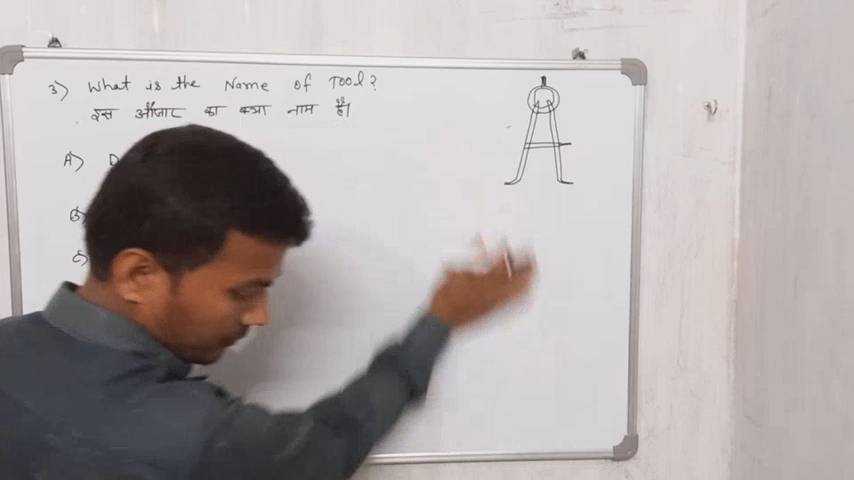 3) What is the Name of Tool?
इस औजार का क्या नाम है।
A) D
B)
C)